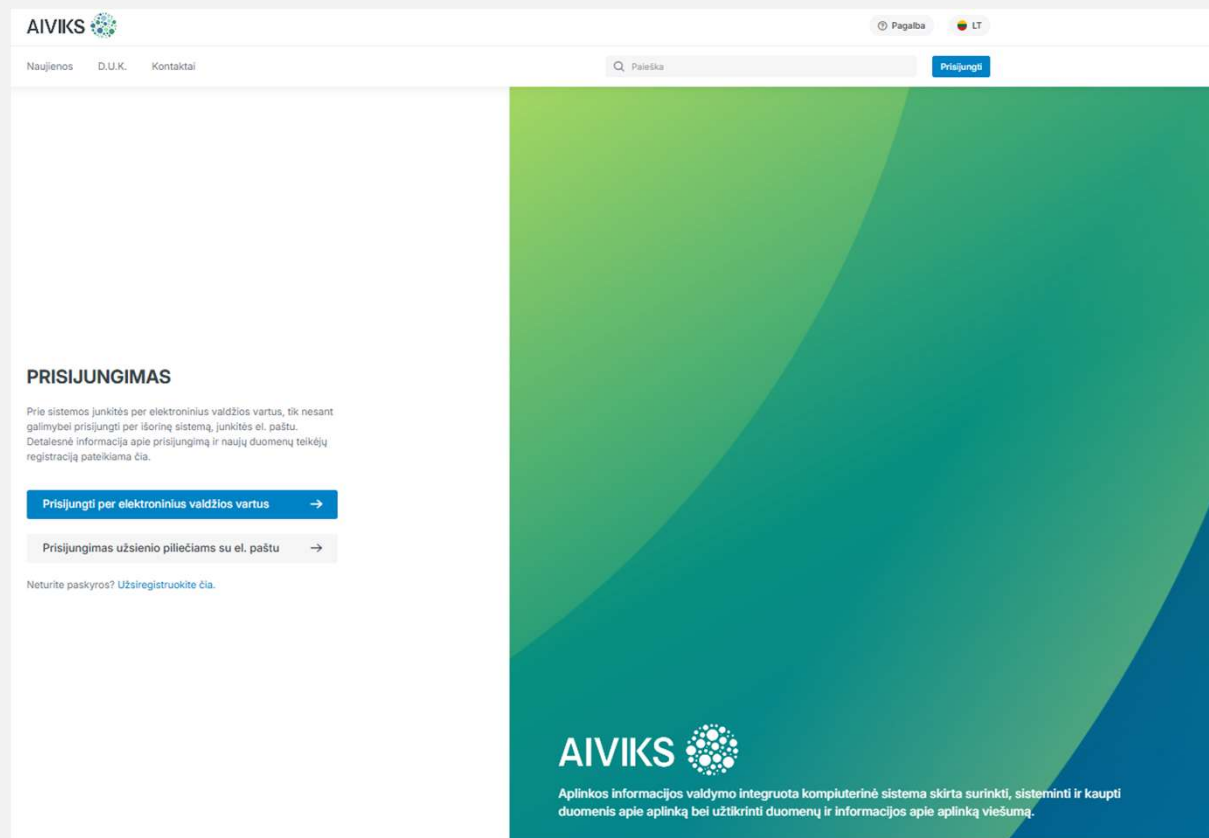 AIVIKS
Pagalba
LT
Naujienos
D.U.K.
Kontaktai
Paieška
Prisijungti
PRISIJUNGIMAS
Prie sistemos junkitės per elektroninius valdžios vartus, tik nesant
galimybei prisijungti per išorinę sistemą, junkitės el. paštu.
Detalesnė informacija apie prisijungimą ir naujų duomenų teikėjų
registraciją pateikiama čia.
Prisijungti per elektroninius valdžios vartus
Prisijungimas užsienio piliečiams su el. paštu
Neturite paskyros? Užsiregistruokite čia.
AIVIKS
Aplinkos informacijos valdymo integruota kompiuterinė sistema skirta surinkti, sisteminti ir kaupti
duomenis apie aplinką bei užtikrinti duomenų ir informacijos apie aplinką viešumą.